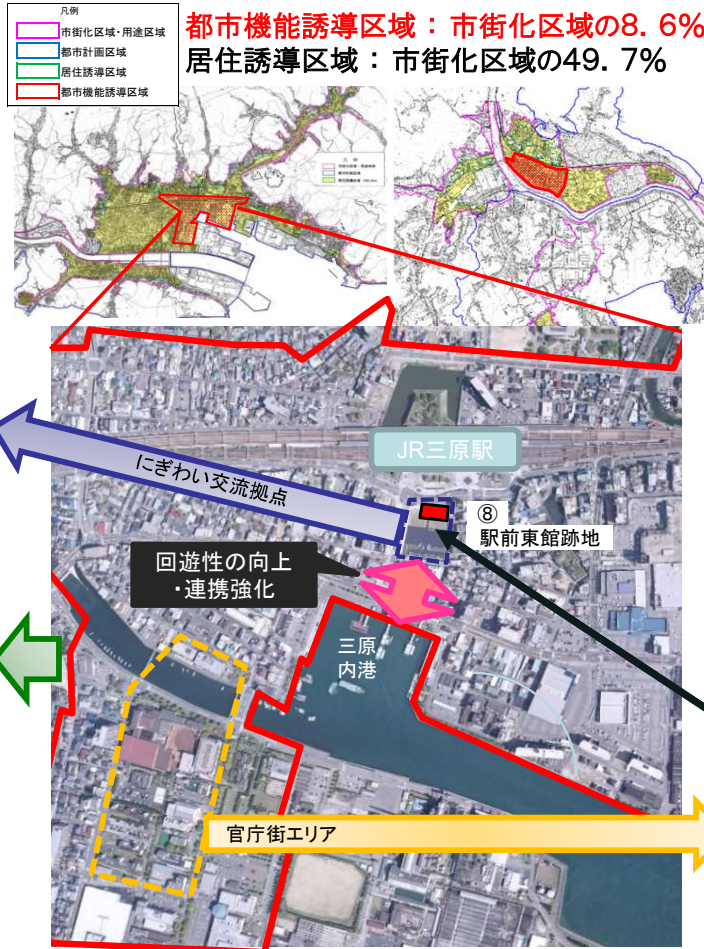 凡例
市街化区域・用途区域
都市計画区域
居住誘導区域
都市機能誘導区域
都市機能誘導区域：市街化区域の8.6%
居住誘導区域：市街化区域の49.7%
凡例
JR三原駅
にぎわい交流拠点
⑧
駅前東館跡地
回遊性の向上
・連携強化
三原
内港
官庁街エリア